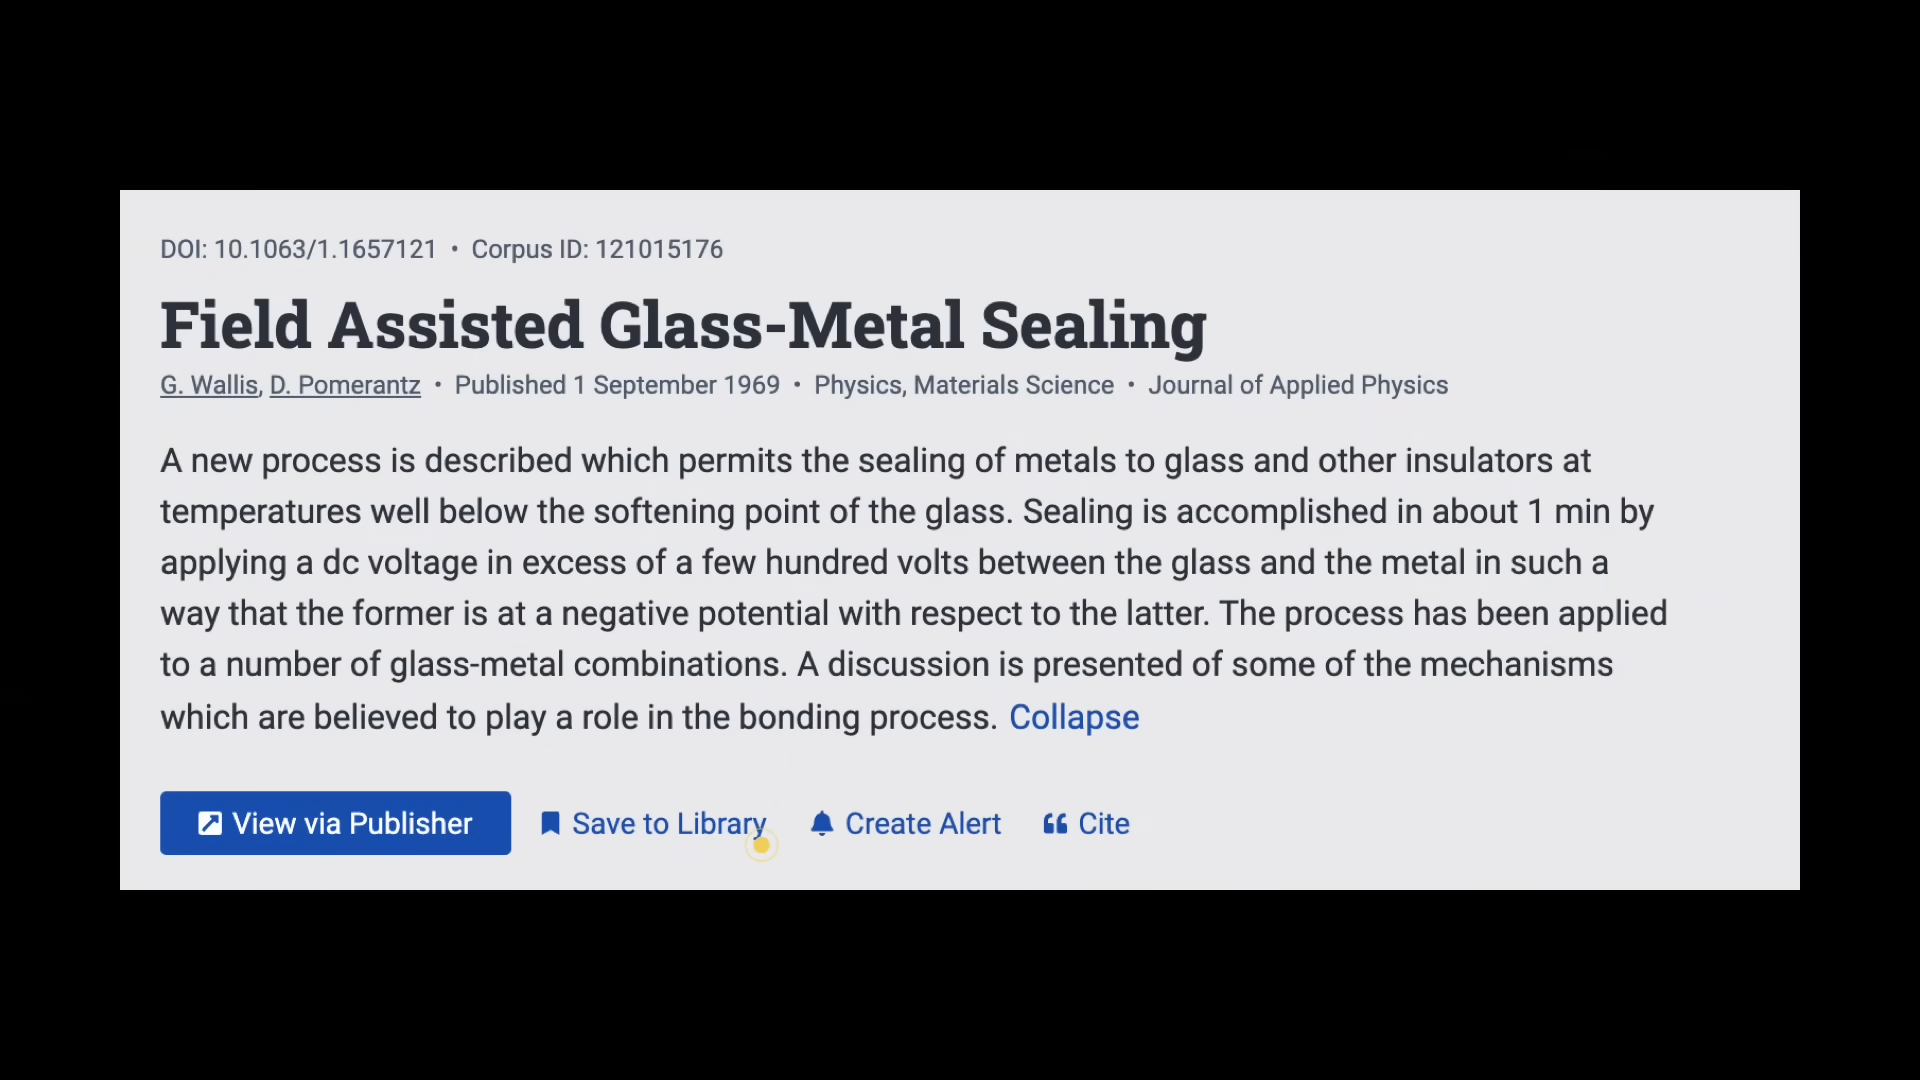 DOI: 10.1063/1.1657121 • Corpus ID: 121015176
Field Assisted Glass-Metal Sealing
G. Wallis, D. Pomerantz • Published 1 September 1969 • Physics, Materials Science • Journal of Applied Physics
A new process is described which permits the sealing of metals to glass and other insulators at
temperatures well below the softening point of the glass. Sealing is accomplished in about 1 min by
applying a dc voltage in excess of a few hundred volts between the glass and the metal in such a
way that the former is at a negative potential with respect to the latter. The process has been applied
to a number of glass-metal combinations. A discussion is presented of some of the mechanisms
which are believed to play a role in the bonding process. Collapse
View via Publisher Save to Library Create Alert Cite